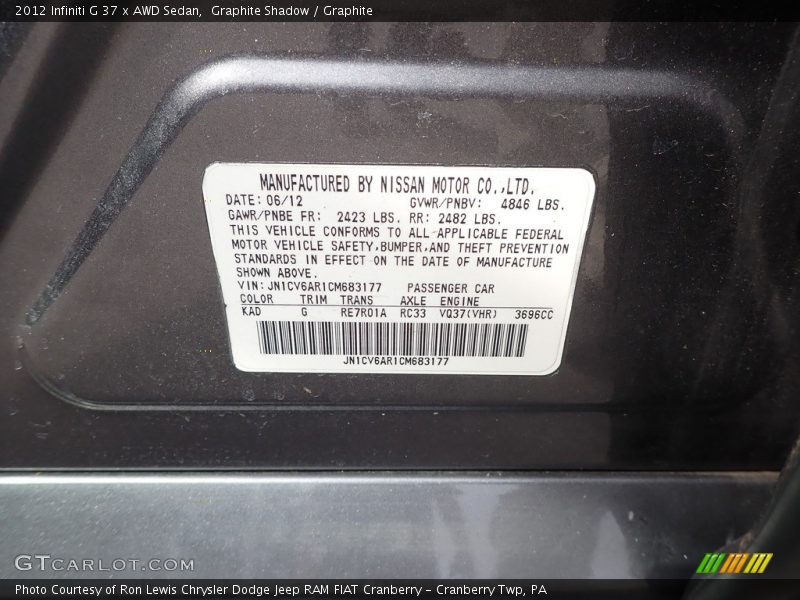 2012 Infiniti G 37 x AWD Sedan,  Graphite Shadow / Graphite
MANUFACTURED BY NISSAN MOTOR CO.,LTD.
DATE: 06/12 GVWR/PNBV: 4846 LBS.
GAWR/PNBE FR: 2423 LBS. RR: 2482 LBS.
THIS VEHICLE CONFORMS TO ALL APPLICABLE FEDERAL
MOTOR VEHICLE SAFETY,BUMPER,AND THEFT PREVENTION
STANDARDS IN EFFECT ON THE DATE OF MANUFACTURE
SHOWN ABOVE.
VIN: JN1CV6AR1CM683177 PASSENGER CAR
COLOR TRIM TRANS AXLE ENGINE
KAD G RE7R01A RC33 VQ37(VHR) 3696CC
JN1CV6AR1CM683177
GTCARLOT.COM
Photo Courtesy of Ron Lewis Chrysler Dodge Jeep RAM FIAT Cranberry – Cranberry Twp, PA